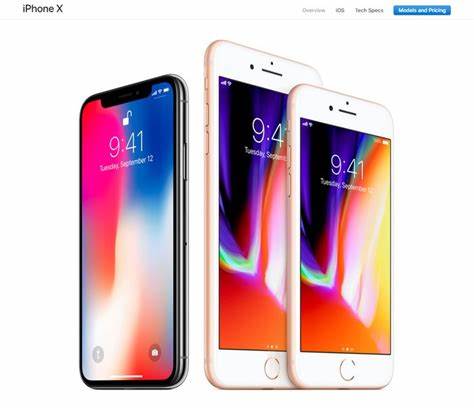 iPhone X
Overview
iOS
Tech Specs
Models and Pricing
9:41
Tuesday, September 12
9:41
Tuesday, September 12
9:41
Tuesday, September 12